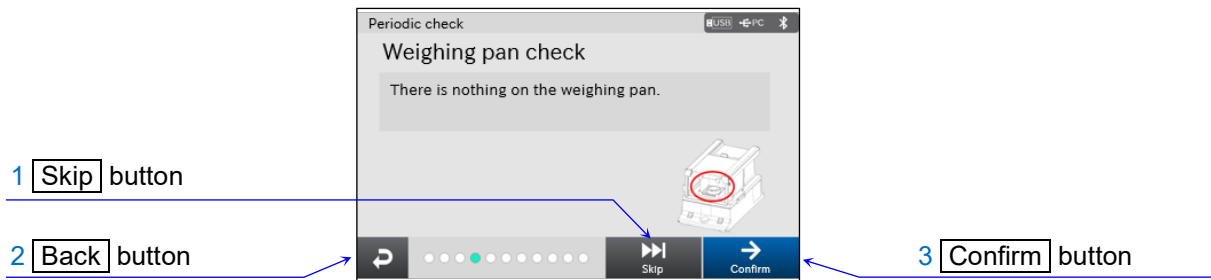 Periodic check
USB PC
Weighing pan check
There is nothing on the weighing pan.
1 Skip button
2 Back button
Skip
Confirm
3 Confirm button